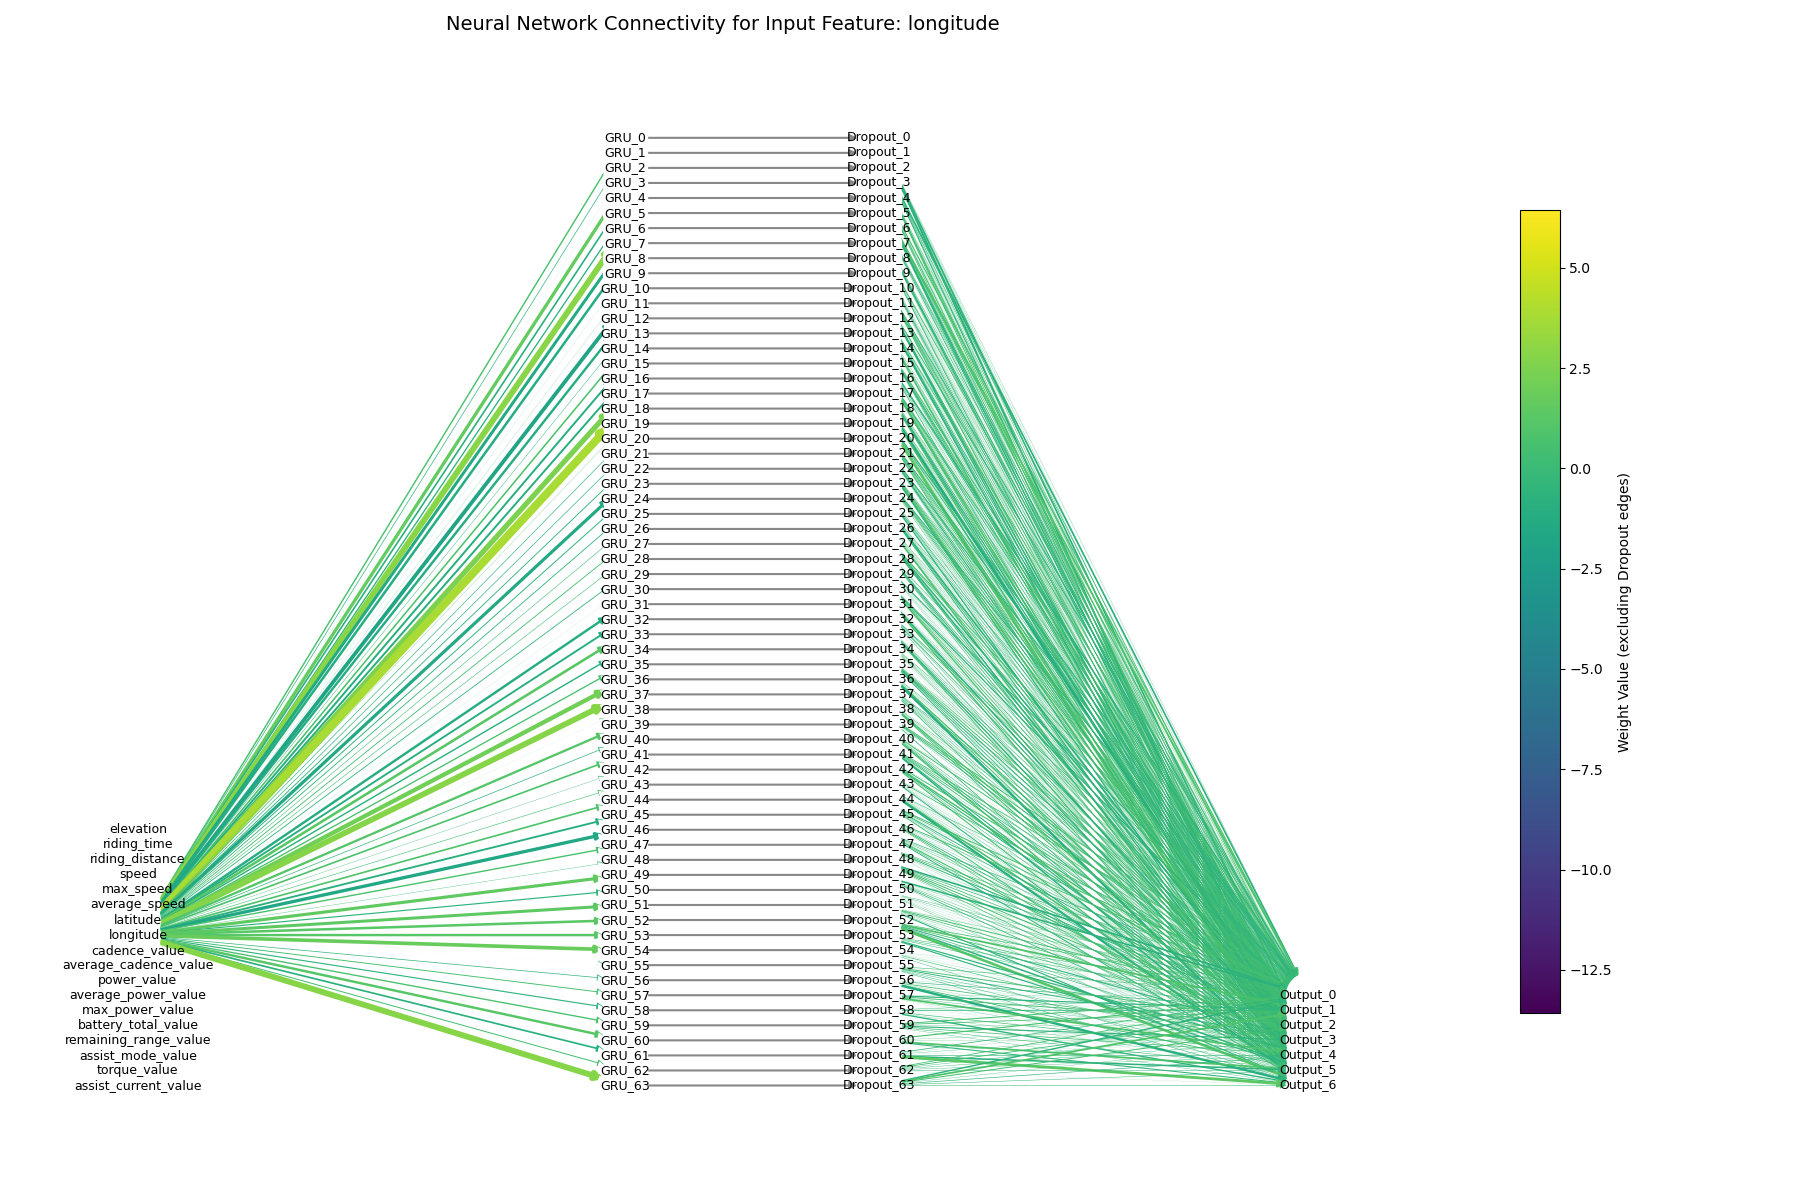 Neural Network Connectivity for Input Feature: longitude
elevation
riding_time
riding_distance
speed
max_speed
average_speed
latitude
longitude
cadence_value
average_cadence_value
power_value
average_power_value
max_power_value
battery_total_value
remaining_range_value
assist_mode_value
torque_value
assist_current_value
GRU_0
GRU_1
GRU_2
GRU_3
GRU_4
GRU_5
GRU_6
GRU_7
GRU_8
GRU_9
GRU_10
GRU_11
GRU_12
GRU_13
GRU_14
GRU_15
GRU_16
GRU_17
GRU_18
GRU_19
GRU_20
GRU_21
GRU_22
GRU_23
GRU_24
GRU_25
GRU_26
GRU_27
GRU_28
GRU_29
GRU_30
GRU_31
GRU_32
GRU_33
GRU_34
GRU_35
GRU_36
GRU_37
GRU_38
GRU_39
GRU_40
GRU_41
GRU_42
GRU_43
GRU_44
GRU_45
GRU_46
GRU_47
GRU_48
GRU_49
GRU_50
GRU_51
GRU_52
GRU_53
GRU_54
GRU_55
GRU_56
GRU_57
GRU_58
GRU_59
GRU_60
GRU_61
GRU_62
GRU_63
Dropout_0
Dropout_1
Dropout_2
Dropout_3
Dropout_4
Dropout_5
Dropout_6
Dropout_7
Dropout_8
Dropout_9
Dropout_10
Dropout_11
Dropout_12
Dropout_13
Dropout_14
Dropout_15
Dropout_16
Dropout_17
Dropout_18
Dropout_19
Dropout_20
Dropout_21
Dropout_22
Dropout_23
Dropout_24
Dropout_25
Dropout_26
Dropout_27
Dropout_28
Dropout_29
Dropout_30
Dropout_31
Dropout_32
Dropout_33
Dropout_34
Dropout_35
Dropout_36
Dropout_37
Dropout_38
Dropout_39
Dropout_40
Dropout_41
Dropout_42
Dropout_43
Dropout_44
Dropout_45
Dropout_46
Dropout_47
Dropout_48
Dropout_49
Dropout_50
Dropout_51
Dropout_52
Dropout_53
Dropout_54
Dropout_55
Dropout_56
Dropout_57
Dropout_58
Dropout_59
Dropout_60
Dropout_61
Dropout_62
Dropout_63
Output_0
Output_1
Output_2
Output_3
Output_4
Output_5
Output_6
5.0
2.5
0.0
−2.5
−5.0
−7.5
−10.0
−12.5
Weight Value (excluding Dropout edges)